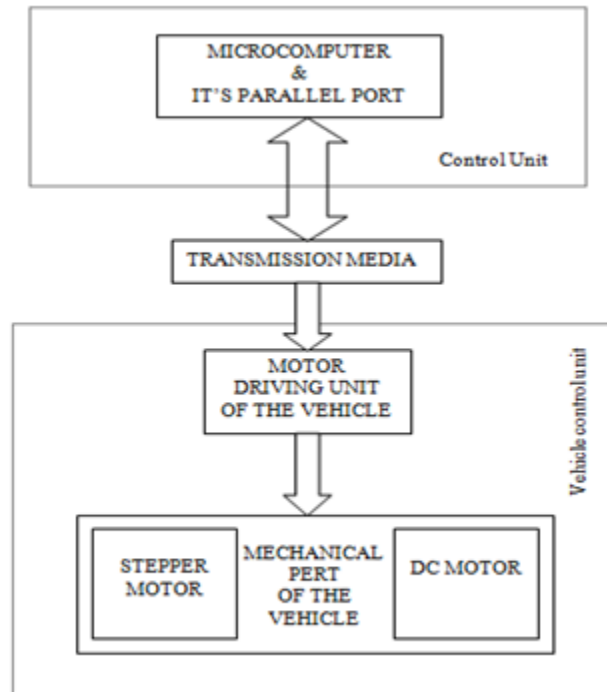 MICROCOMPUTER
&
IT'S PARALLEL PORT
Control Unit
TRANSMISSION MEDIA
MOTOR
DRIVING UNIT
OF THE VEHICLE
Vehicle control unit
STEPPER
MOTOR
MECHANICAL
PERT
OF THE
VEHICLE
DC MOTOR